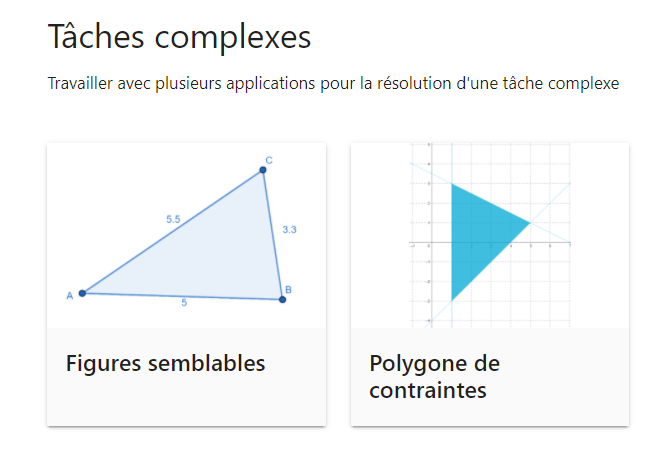 Tâches complexes
Travailler avec plusieurs applications pour la résolution d'une tâche complexe
C
5.5
3.3
A
B
5
Figures semblables
Polygone de
contraintes